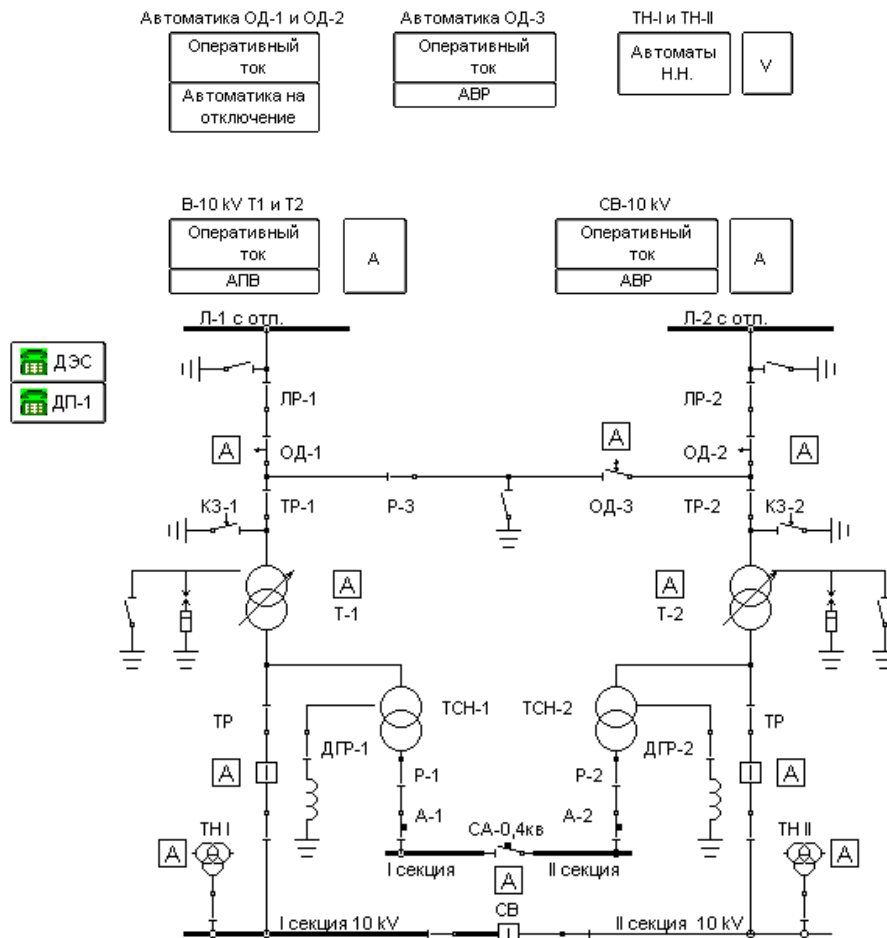 Автоматика ОД-1 и ОД-2
Автоматика ОД-3
ТН-I и ТН-II
Оперативный
ток
Автоматика на
отключение
Оперативный
ток
АВР
Автоматы
Н.Н.
V
В-10 kV Т1 и Т2
СВ-10 kV
Оперативный
ток
АПВ
А
Оперативный
ток
АВР
А
Л-1 с отп.
Л-2 с отп.
ДЭС
ДП-1
ЛР-1
ЛР-2
А
ОД-1
А
ОД-2
А
КЗ-1
ТР-1
Р-3
ОД-3
ТР-2
КЗ-2
А
Т-1
А
Т-2
ТСН-1
ТСН-2
ТР
ТР
ДГР-1
ДГР-2
А
Р-1
Р-2
А
А-1
СА-0,4кв
А-2
ТН I
ТН II
А
А
I секция
II секция
А
СВ
I секция 10 kV
II секция 10 kV